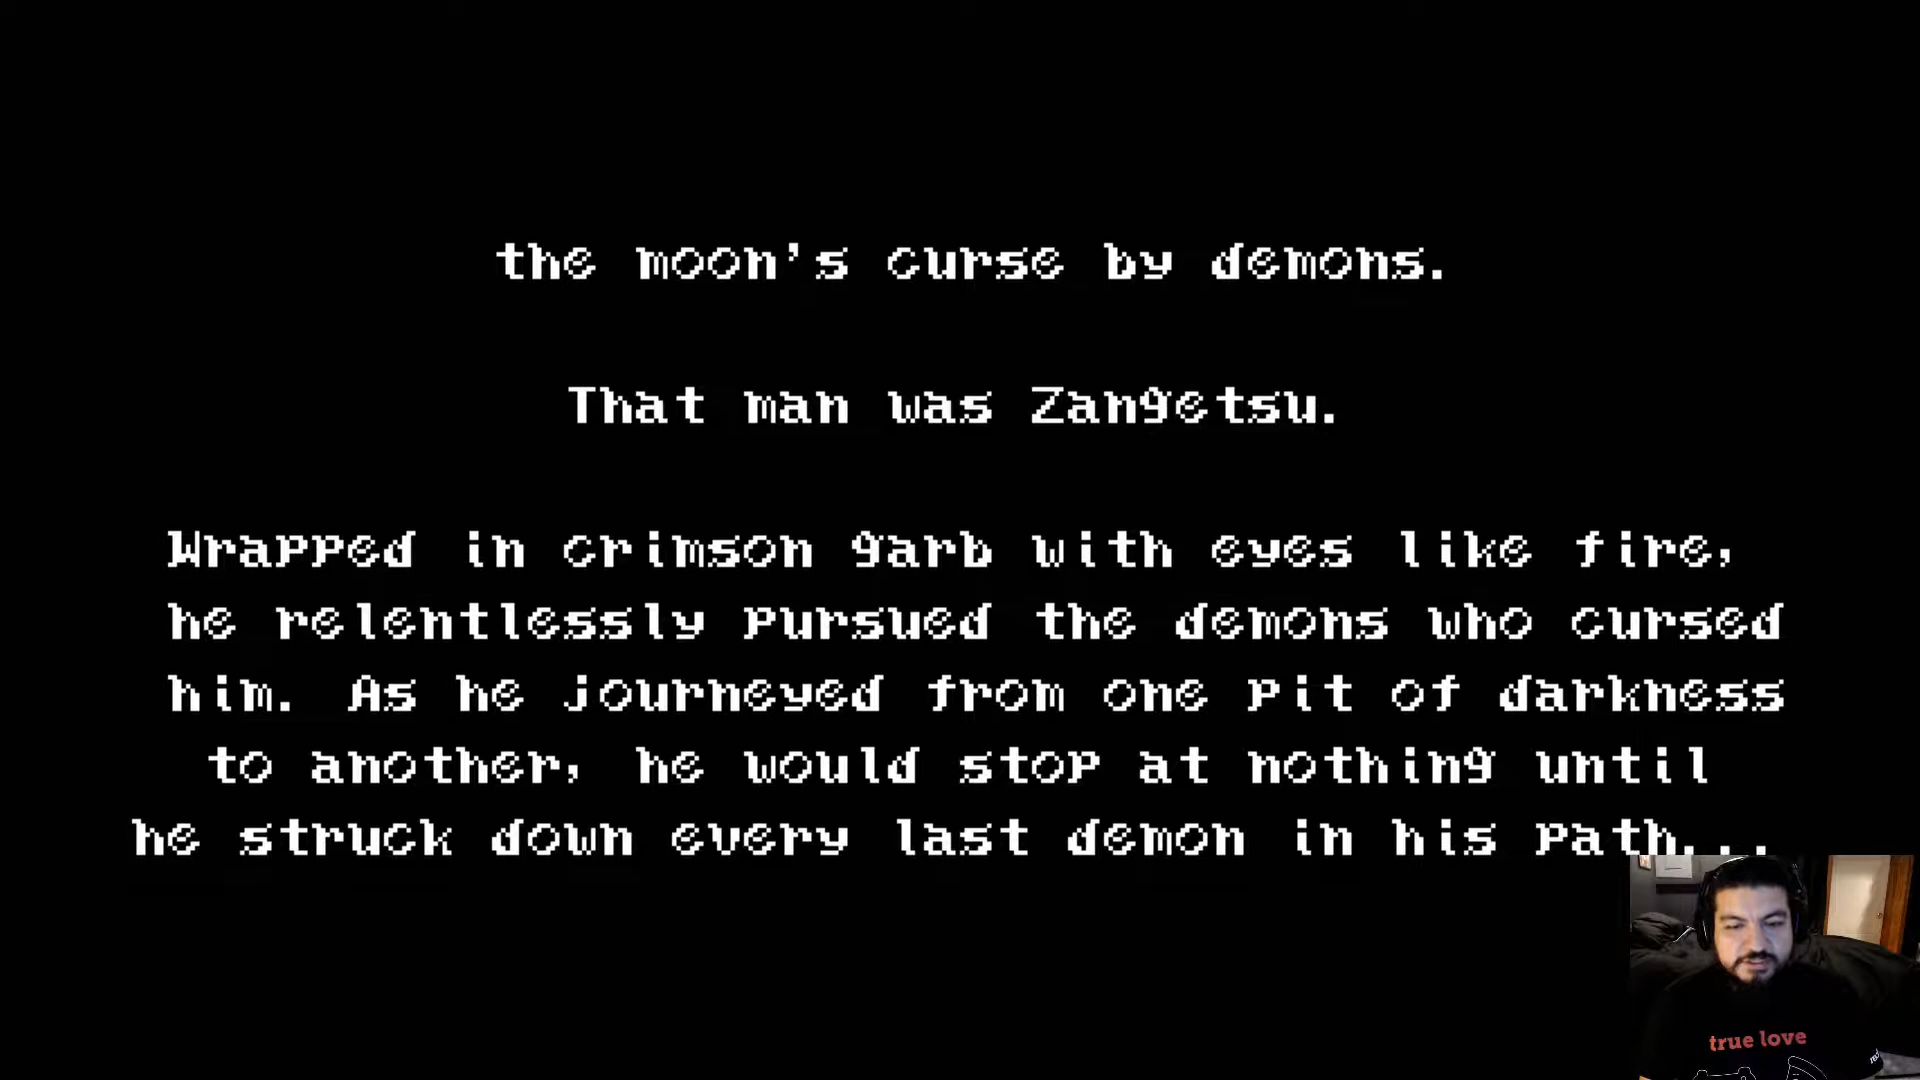 the moon's curse by demons.
That man was Zangetsu.
Wrapped in crimson garb with eyes like fire,
he relentlessly pursued the demons who cursed
him. As he journeyed from one pit of darkness
to another, he would stop at nothing until
he struck down every last demon in his path...
true love